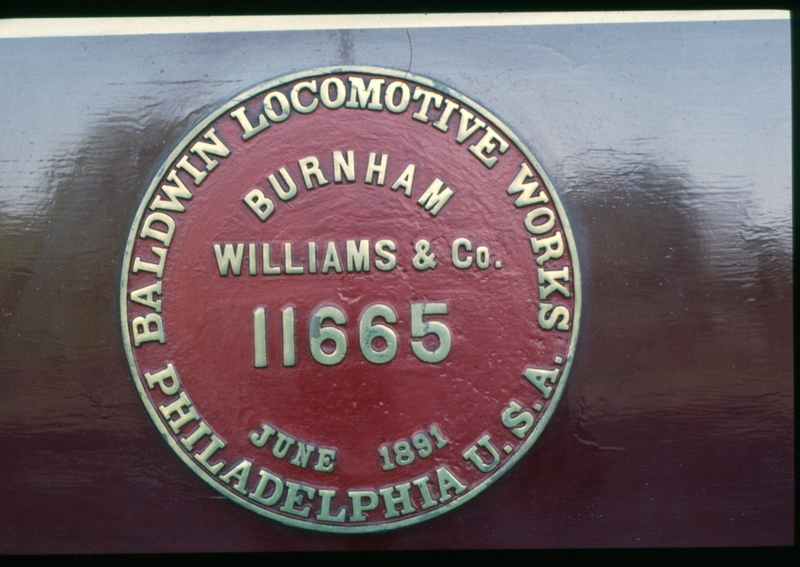 BALDWIN LOCOMOTIVE WORKS
BURNHAM
WILLIAMS & Co.
11665
JUNE 1891
PHILADELPHIA U.S.A.